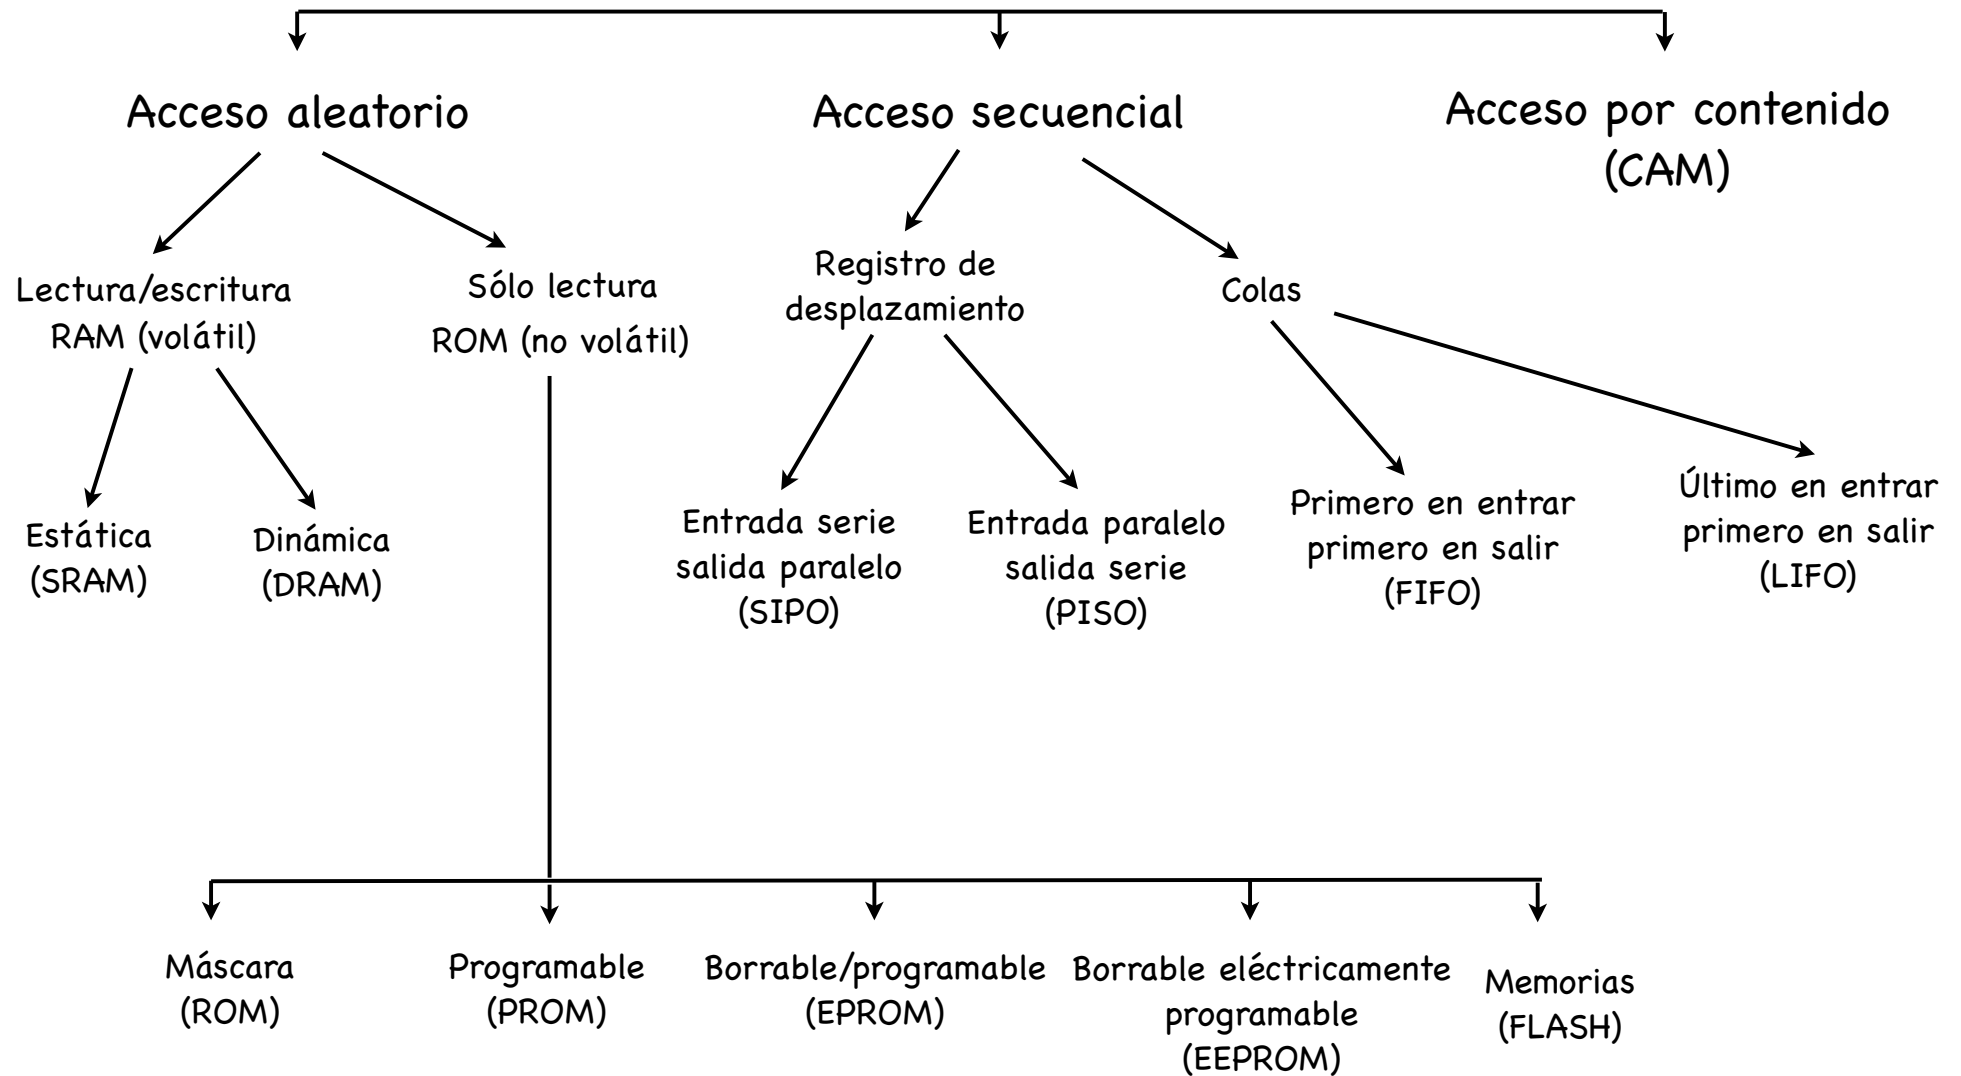 Acceso aleatorio
Acceso secuencial
Acceso por contenido
(CAM)
Lectura/escritura
RAM (volátil)
Sólo lectura
ROM (no volátil)
Registro de
desplazamiento
Colas
Estática
(SRAM)
Dinámica
(DRAM)
Entrada serie
salida paralelo
(SIPO)
Entrada paralelo
salida serie
(PISO)
Primero en entrar
primero en salir
(FIFO)
Último en entrar
primero en salir
(LIFO)
Máscara
(ROM)
Programable
(PROM)
Borrable/programable
(EPROM)
Borrable eléctricamente
programable
(EEPROM)
Memorias
(FLASH)